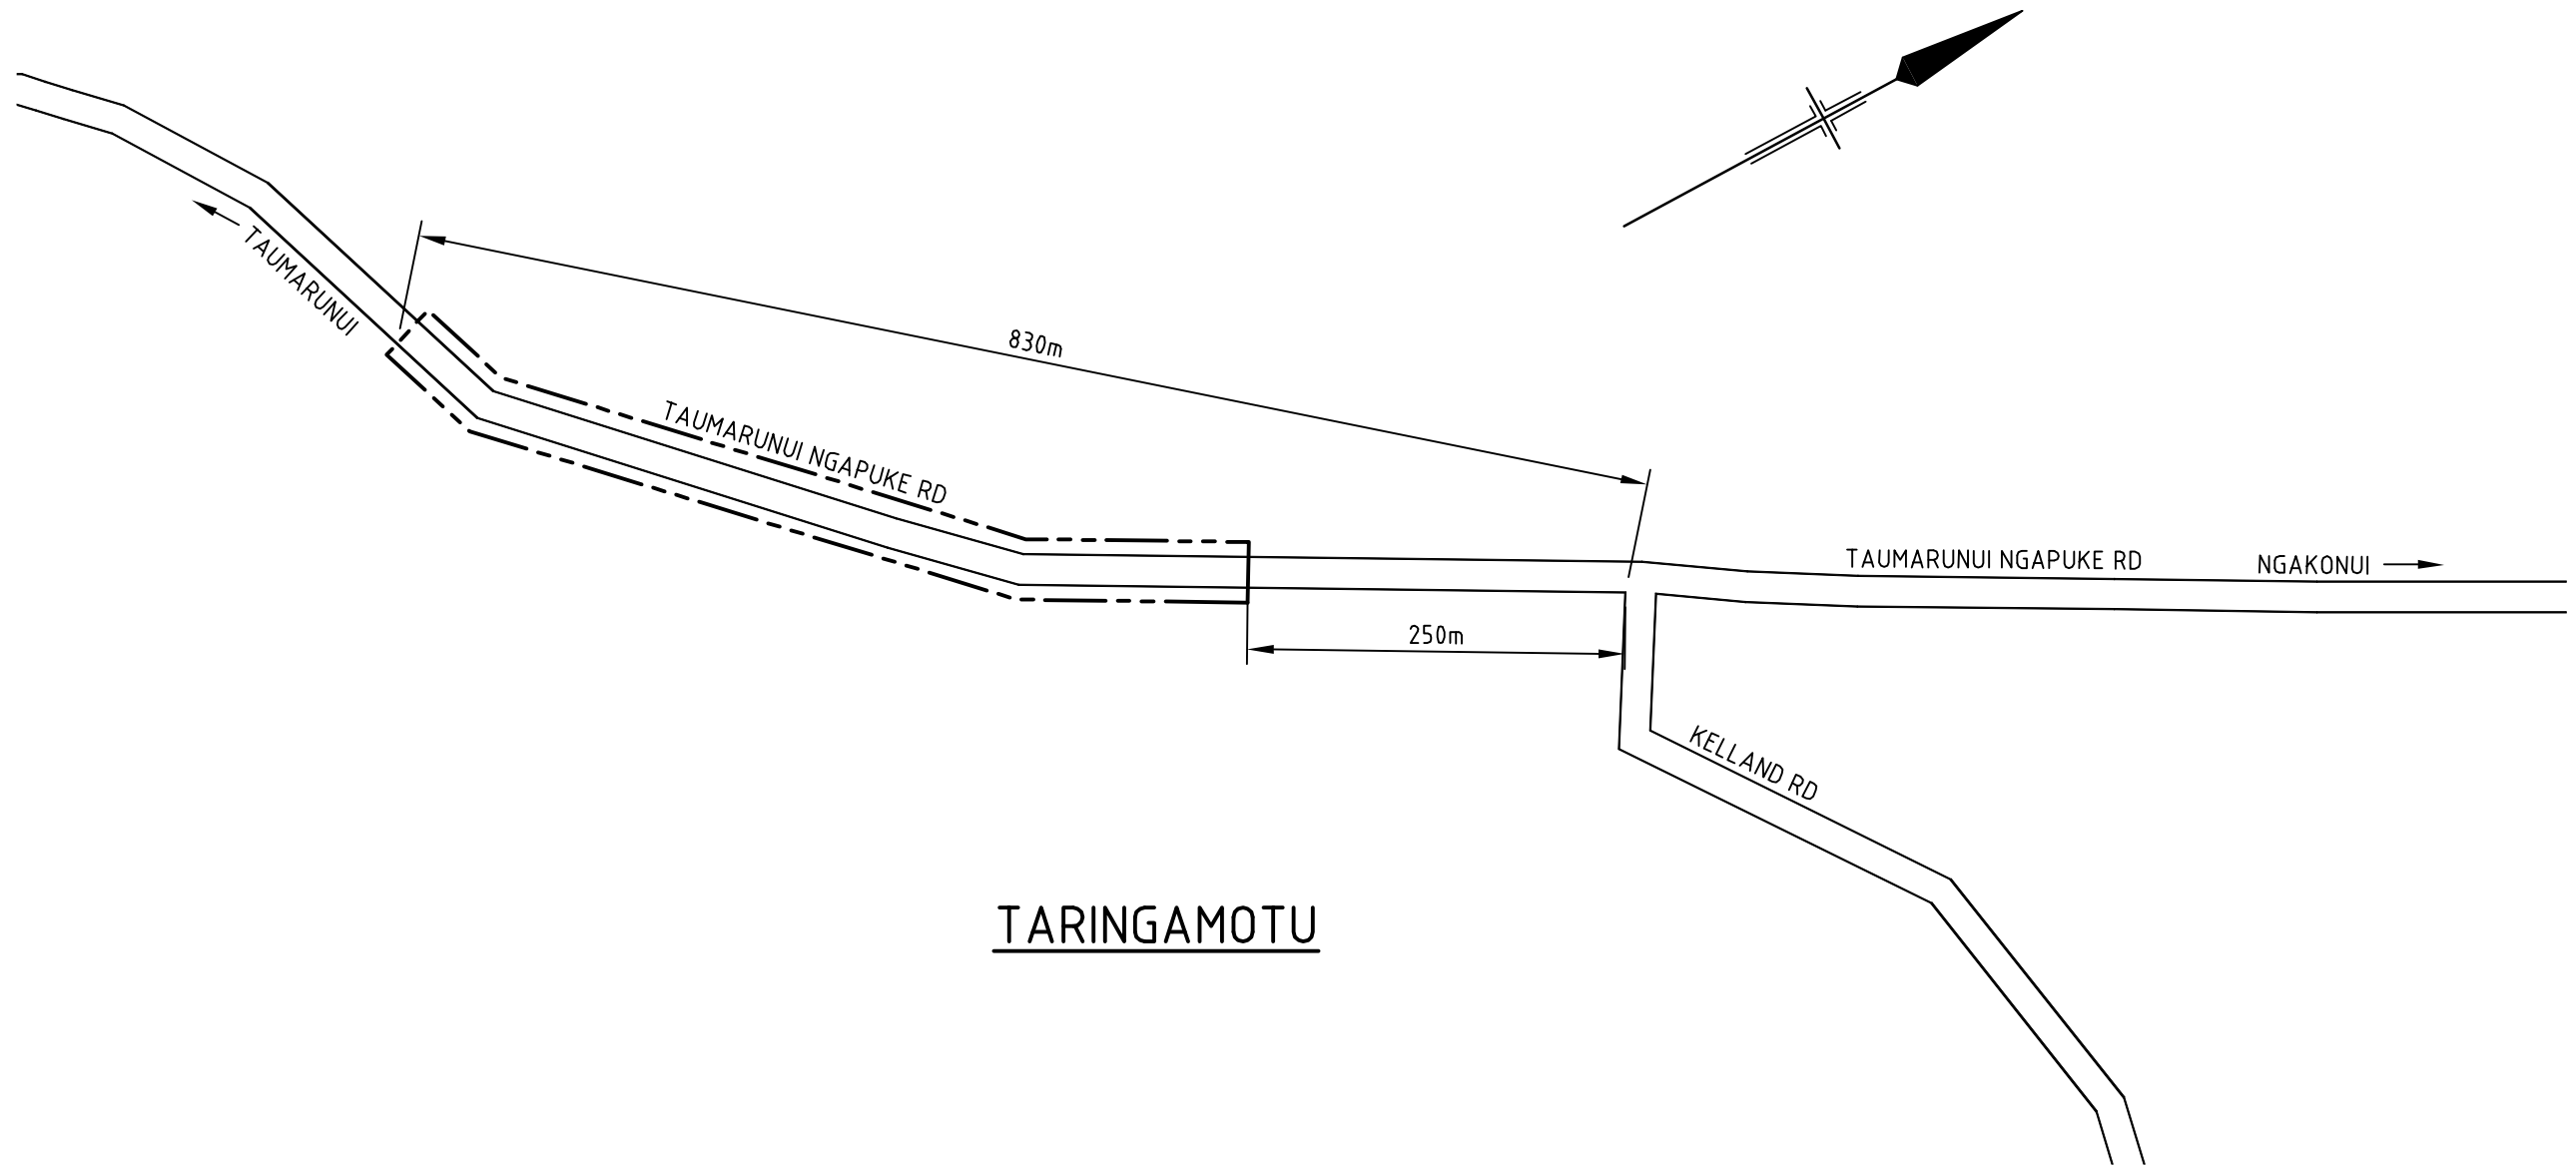 TAUMARUNUI
830m
TAUMARUNUI NGAPUKE RD
TAUMARUNUI NGAPUKE RD
NGAKONUI
250m
KELLAND RD
TARINGAMOTU